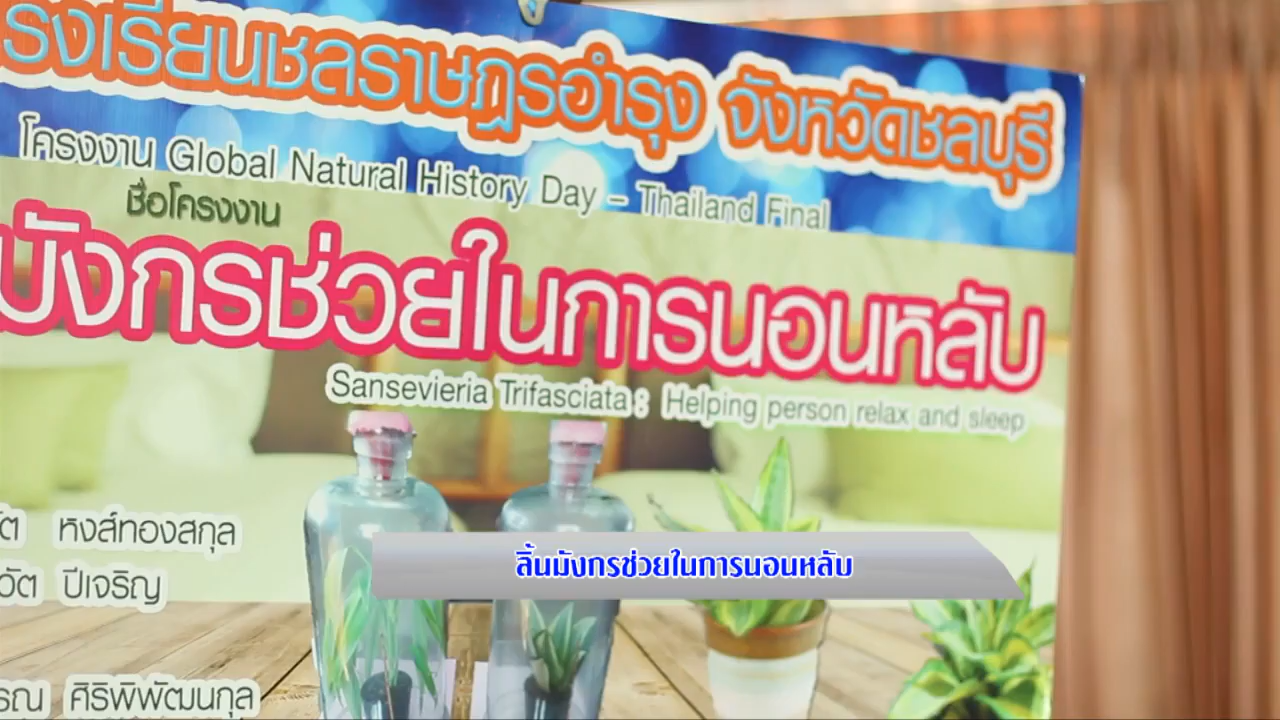 รงเรียนชลราษฎรอำรุง จังหวัดชลบุรี
โครงงาน Global Natural History Day – Thailand Final
ชื่อโครงงาน
มังกรช่วยในการนอนหลับ
Sansevieria Trifasciata : Helping person relax and sleep
หงส์ทองสกุล
วัต ปีเจริญ
ลิ้นมังกรช่วยในการนอนหลับ
รณ ศิริพิพัฒนกุล